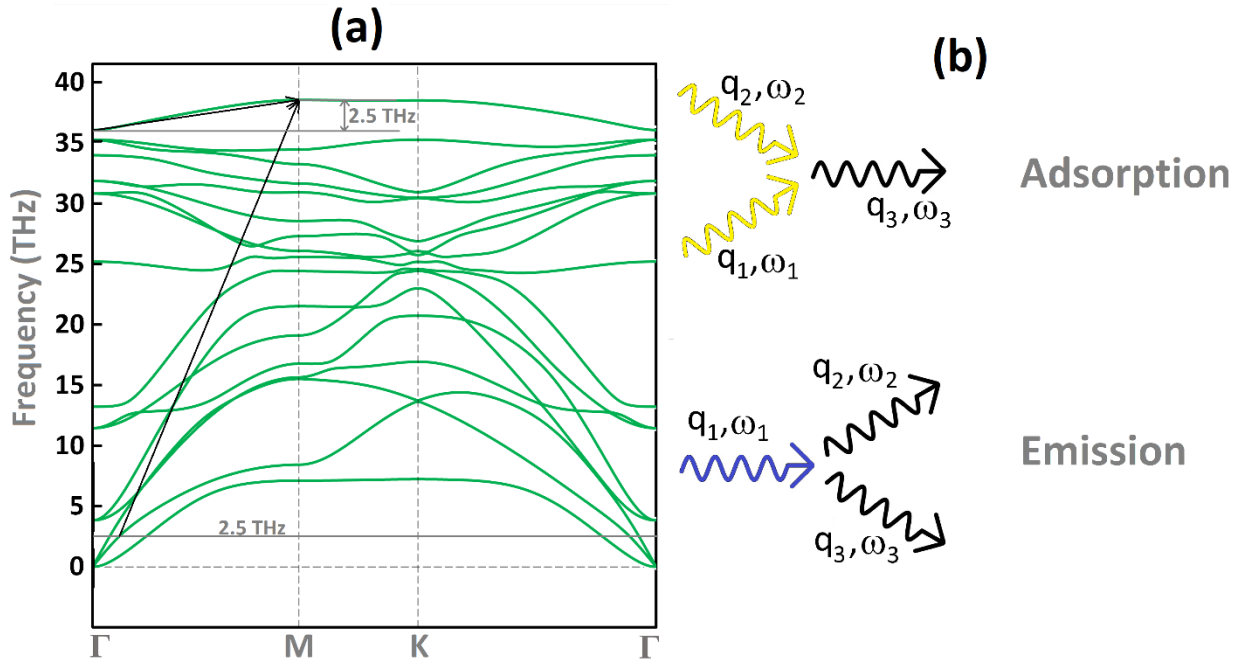 (a)
(b)
Frequency (THz)
40
35
30
25
20
15
10
5
0
2.5 THz
2.5 THz
Γ
M
K
Γ
q2,ω2
q1,ω1
q3,ω3
Adsorption
q1,ω1
q2,ω2
q3,ω3
Emission